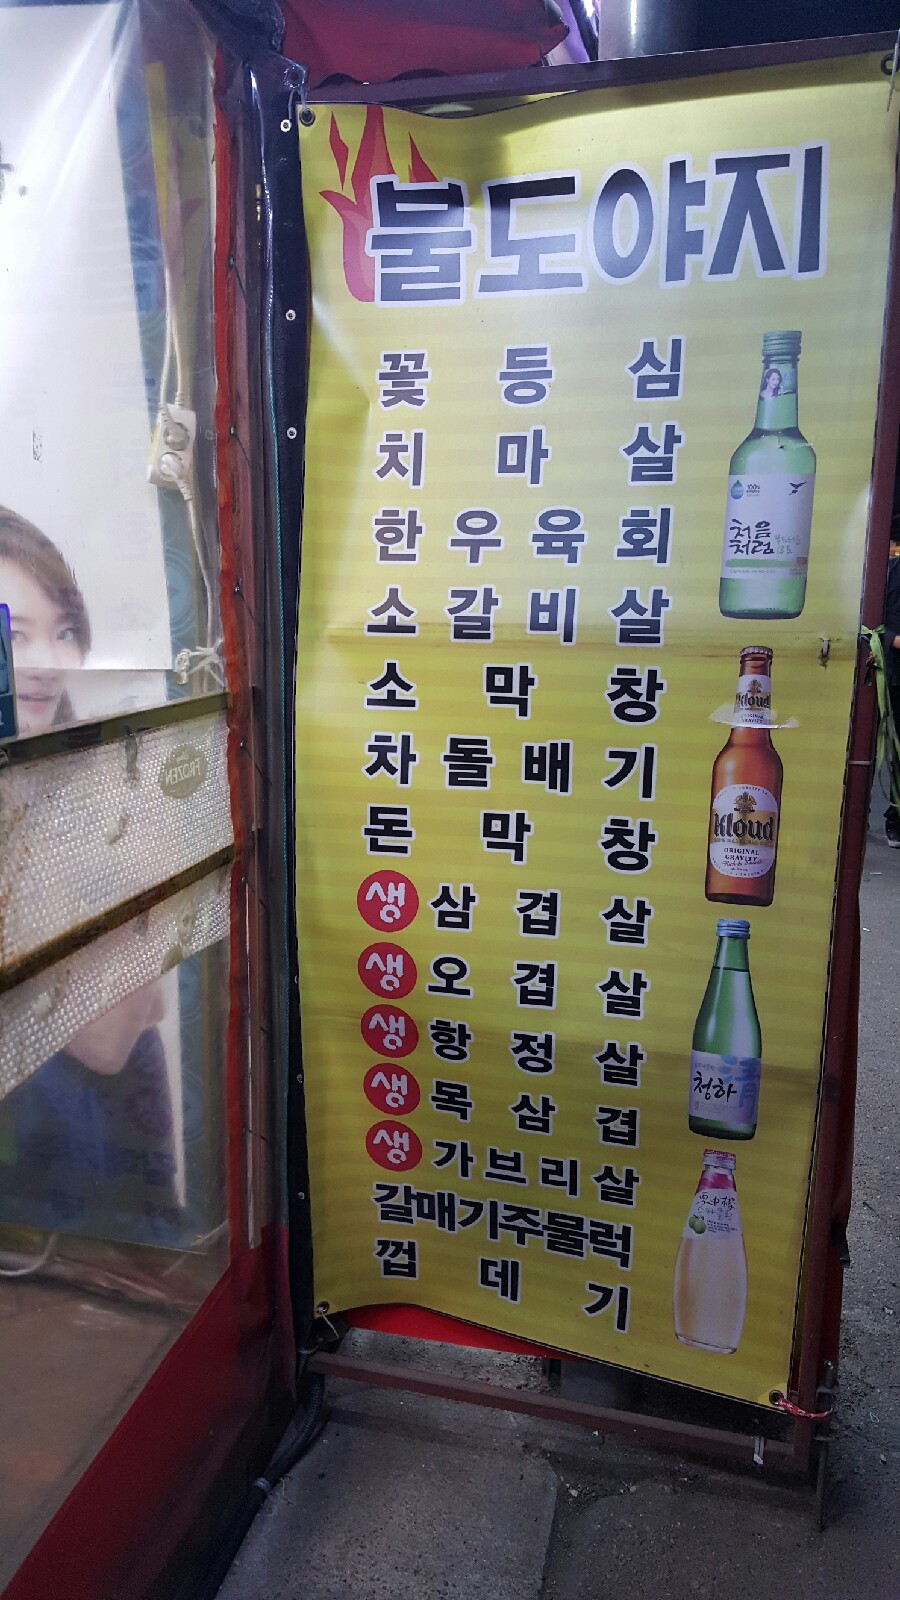 불도야지
꽃등심
치마살
한우육회
소갈비살
소막창
차돌배기
돈막창
생삼겹살
생오겹살
생항정살
생목삼겹
생가브리살
갈매기주물럭
껍데기
처음
처럼
Kloud
Kloud
ORIGINAL
GRAVITY
청하
清
FROZEN